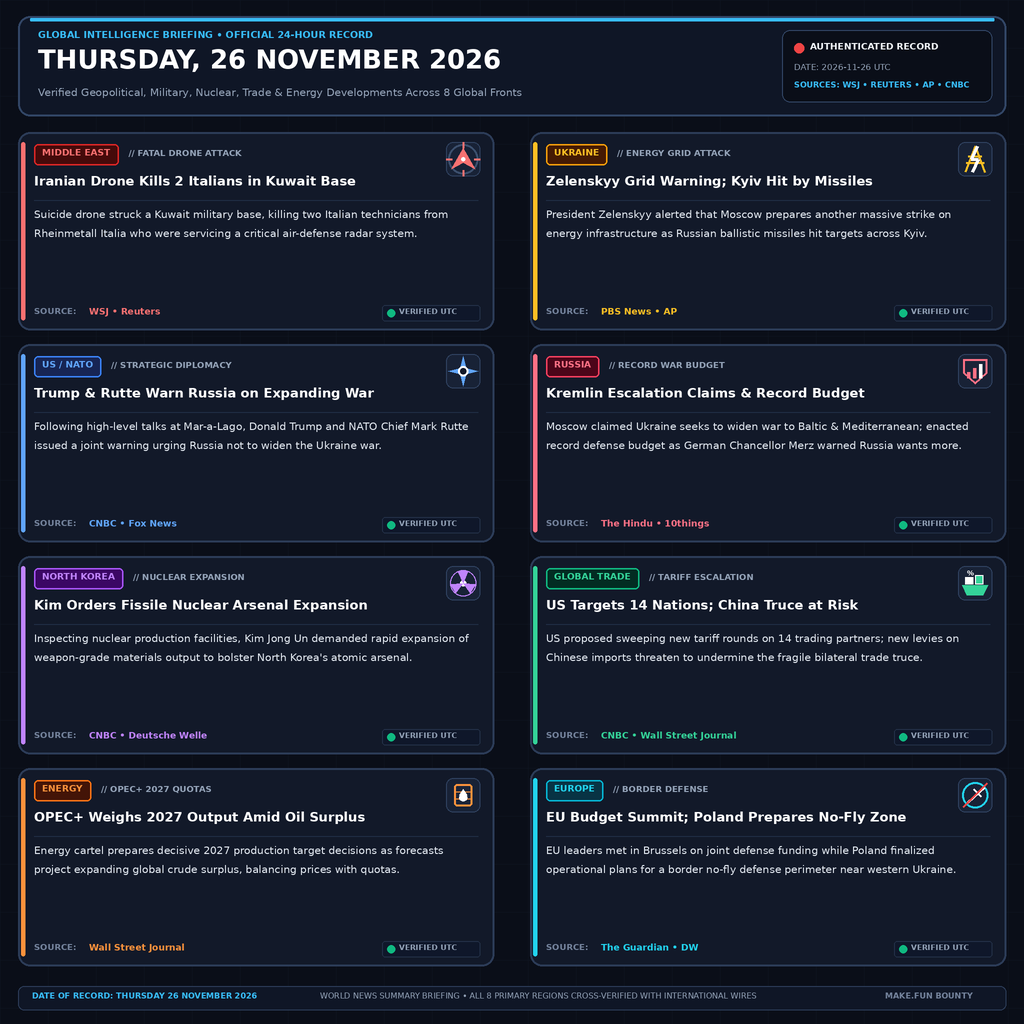 GLOBAL INTELLIGENCE BRIEFING • OFFICIAL 24-HOUR RECORD
THURSDAY, 26 NOVEMBER 2026
Verified Geopolitical, Military, Nuclear, Trade & Energy Developments Across 8 Global Fronts
AUTHENTICATED RECORD
DATE: 2026-11-26 UTC
SOURCES: WSJ • REUTERS • AP • CNBC
MIDDLE EAST // FATAL DRONE ATTACK
Iranian Drone Kills 2 Italians in Kuwait Base
Suicide drone struck a Kuwait military base, killing two Italian technicians from
Rheinmetall Italia who were servicing a critical air-defense radar system.
SOURCE: WSJ • Reuters
VERIFIED UTC
UKRAINE // ENERGY GRID ATTACK
Zelenskyy Grid Warning; Kyiv Hit by Missiles
President Zelenskyy alerted that Moscow prepares another massive strike on
energy infrastructure as Russian ballistic missiles hit targets across Kyiv.
SOURCE: PBS News • AP
VERIFIED UTC
US / NATO // STRATEGIC DIPLOMACY
Trump & Rutte Warn Russia on Expanding War
Following high-level talks at Mar-a-Lago, Donald Trump and NATO Chief Mark Rutte
issued a joint warning urging Russia not to widen the Ukraine war.
SOURCE: CNBC • Fox News
VERIFIED UTC
RUSSIA // RECORD WAR BUDGET
Kremlin Escalation Claims & Record Budget
Moscow claimed Ukraine seeks to widen war to Baltic & Mediterranean; enacted
record defense budget as German Chancellor Merz warned Russia wants more.
SOURCE: The Hindu • 10things
VERIFIED UTC
NORTH KOREA // NUCLEAR EXPANSION
Kim Orders Fissile Nuclear Arsenal Expansion
Inspecting nuclear production facilities, Kim Jong Un demanded rapid expansion of
weapon-grade materials output to bolster North Korea's atomic arsenal.
SOURCE: CNBC • Deutsche Welle
VERIFIED UTC
GLOBAL TRADE // TARIFF ESCALATION
%
US Targets 14 Nations; China Truce at Risk
US proposed sweeping new tariff rounds on 14 trading partners; new levies on
Chinese imports threaten to undermine the fragile bilateral trade truce.
SOURCE: CNBC • Wall Street Journal
VERIFIED UTC
ENERGY // OPEC+ 2027 QUOTAS
OPEC+ Weighs 2027 Output Amid Oil Surplus
Energy cartel prepares decisive 2027 production target decisions as forecasts
project expanding global crude surplus, balancing prices with quotas.
SOURCE: Wall Street Journal
VERIFIED UTC
EUROPE // BORDER DEFENSE
EU Budget Summit; Poland Prepares No-Fly Zone
EU leaders met in Brussels on joint defense funding while Poland finalized
operational plans for a border no-fly defense perimeter near western Ukraine.
SOURCE: The Guardian • DW
VERIFIED UTC
DATE OF RECORD: THURSDAY 26 NOVEMBER 2026
WORLD NEWS SUMMARY BRIEFING • ALL 8 PRIMARY REGIONS CROSS-VERIFIED WITH INTERNATIONAL WIRES
MAKE.FUN BOUNTY